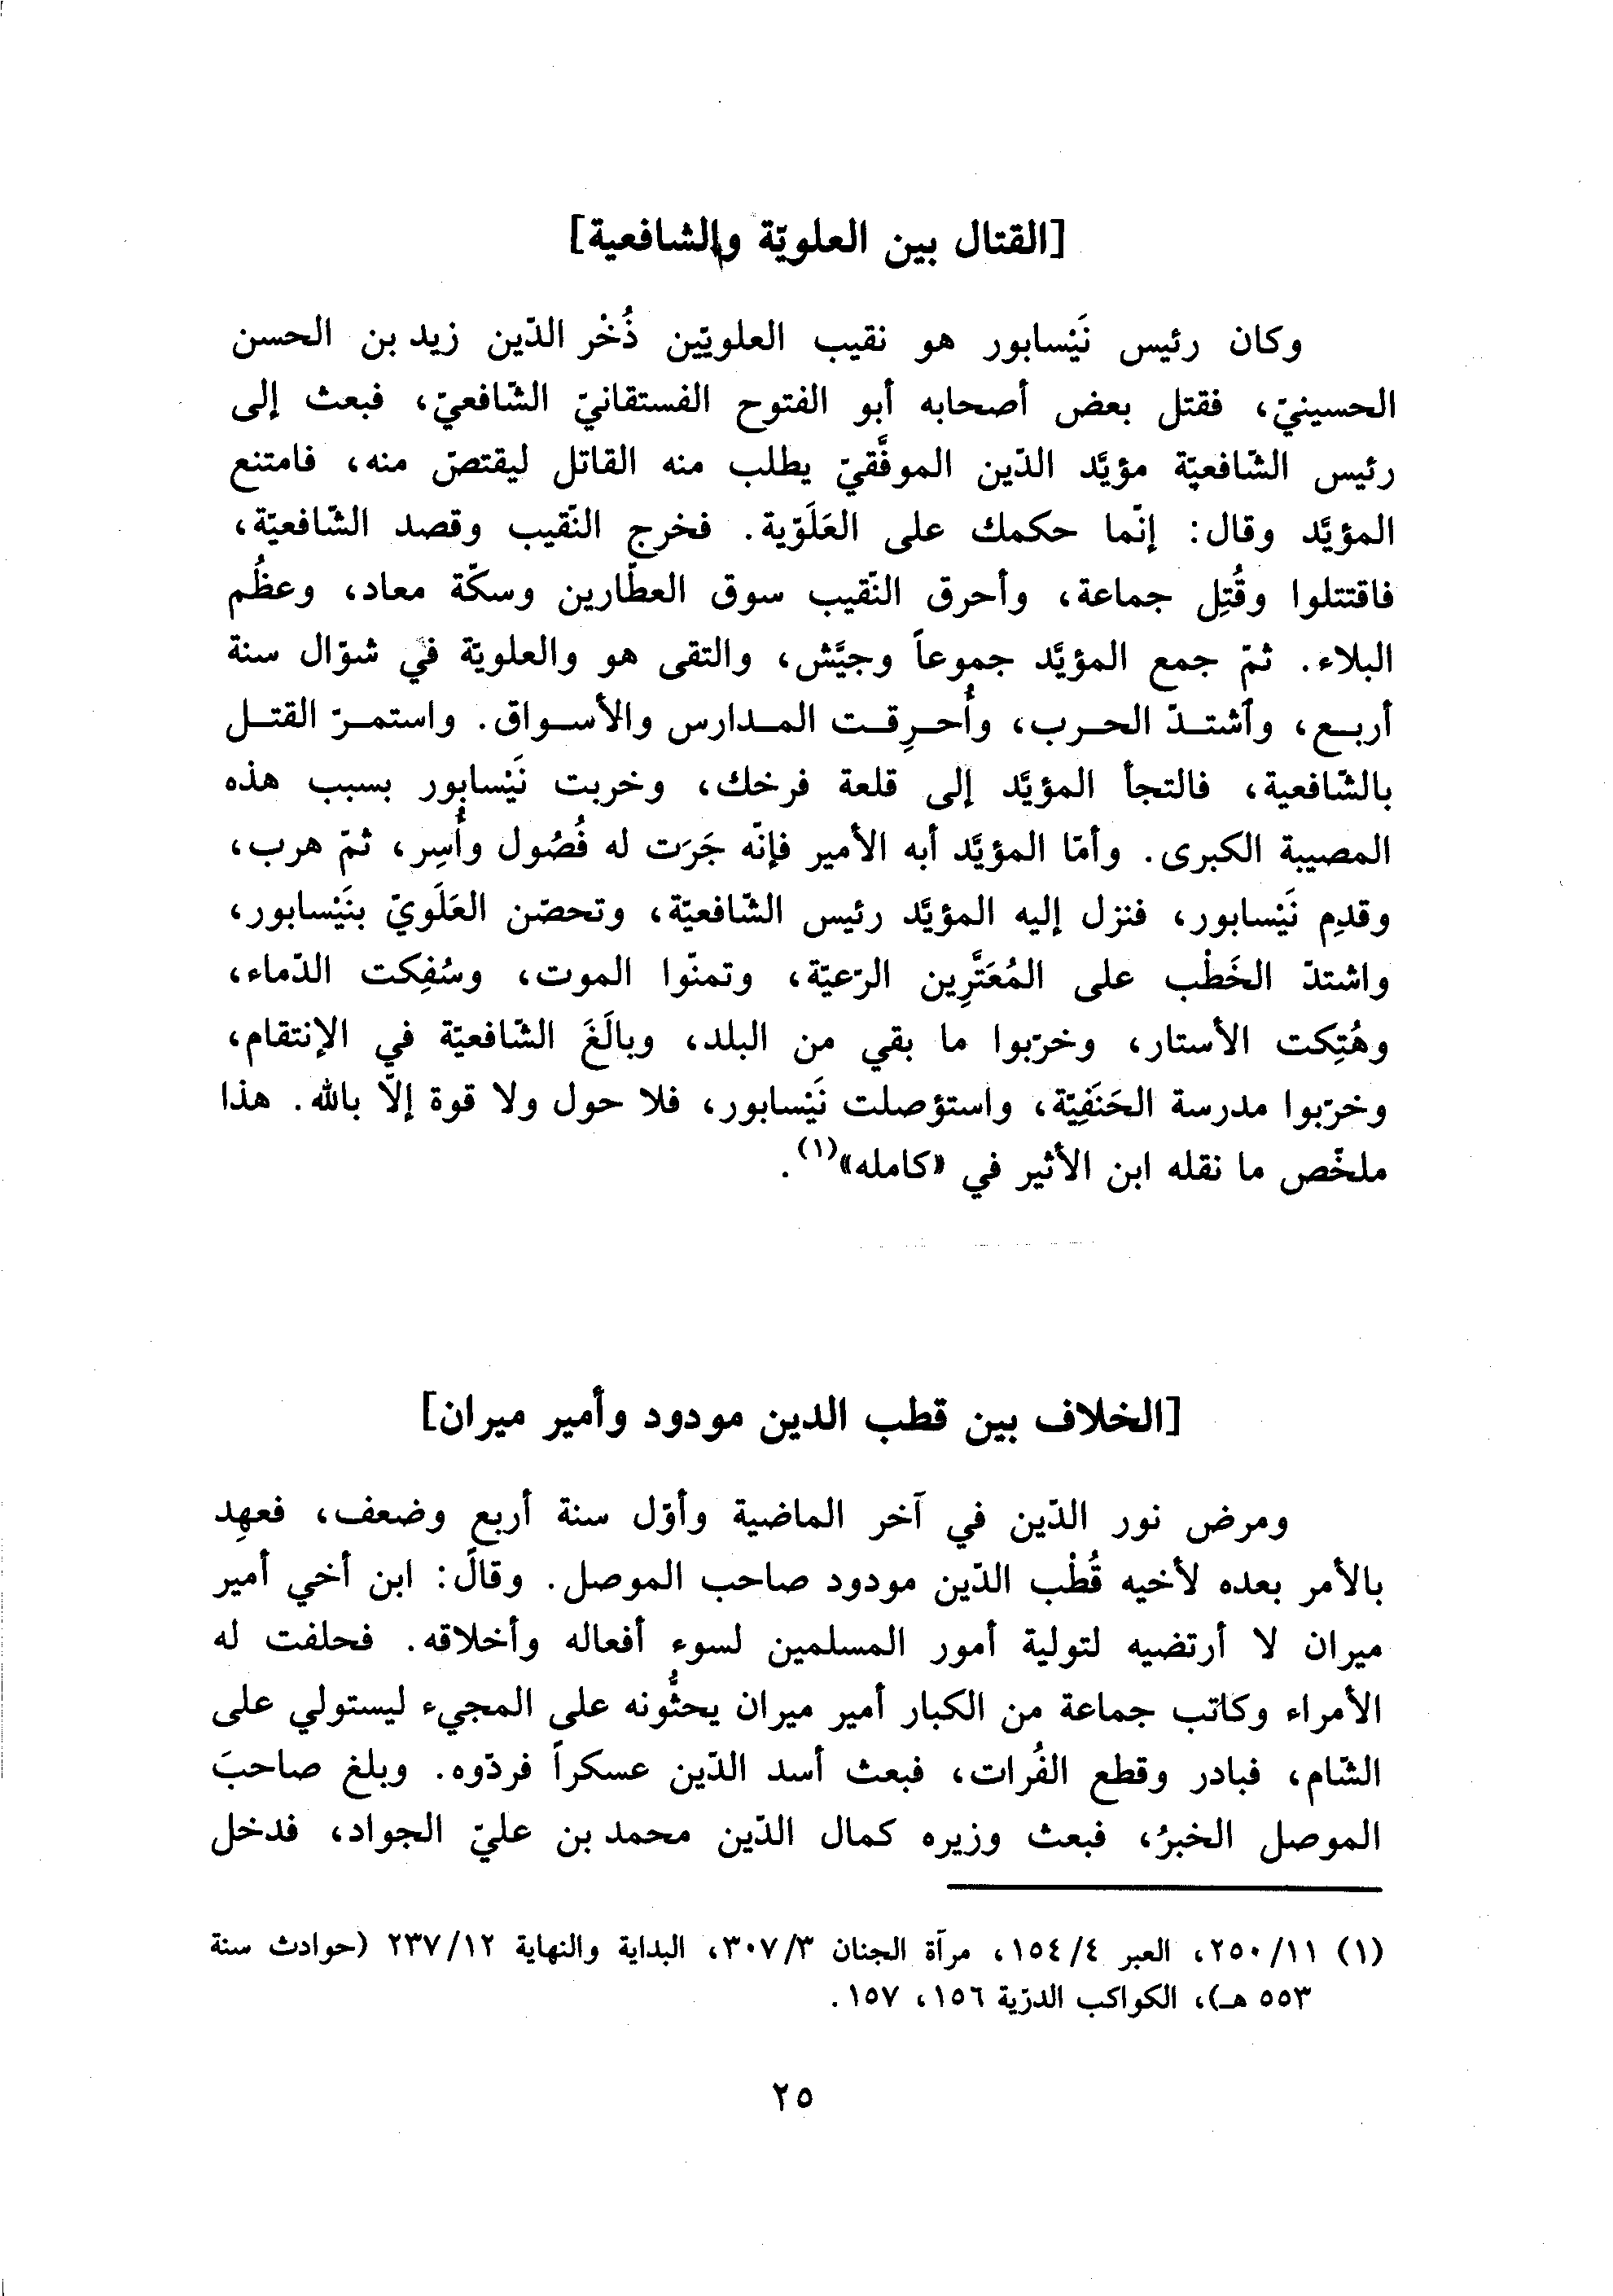 [القتال بين العلويّة والشافعية]
وكان رئيس نَيْسابور هو نقيب العلويّين ذُخْر الدّين زيد بن الحسن
الحسينيّ، فقتل بعض أصحابه أبو الفتوح الفستقانيّ الشّافعيّ، فبعث إلى
رئيس الشّافعيّة مؤيَّد الدّين الموفَّقيّ يطلب منه القاتل ليقتصّ منه، فامتنع
المؤيَّد وقال: إنّما حكمك على العَلَوّية. فخرج النّقيب وقصد الشّافعيّة،
فاقتتلوا وقُتِل جماعة، وأحرق النّقيب سوق العطّارين وسكّة معاد، وعظُم
البلاء. ثمّ جمع المؤيَّد جموعاً وجيَّش، والتقى هو والعلويّة في شوّال سنة
أربع، وآشتدّ الحرب، وأُحرِقت المدارس والأسواق. واستمرّ القتل
بالشّافعية، فالتجأ المؤيَّد إلى قلعة فرخك، وخربت نَيْسابور بسبب هذه
المصيبة الكبرى. وأمّا المؤيَّد أبه الأمير فإنّه جَرَت له فُصُول وأُسِر، ثمّ هرب،
وقدِم نَيْسابور، فنزل إليه المؤيَّد رئيس الشّافعيّة، وتحصّن العَلَويّ بنَيْسابور،
واشتدّ الخَطْب على المُعَتَّرِين الرّعيّة، وتمنّوا الموت، وسُفِكت الدّماء،
وهُتِكت الأستار، وخرّبوا ما بقي من البلد، وبالَغَ الشّافعيّة في الإنتقام،
وخرّبوا مدرسة الحَنَفِيّة، واستؤصلت نَيْسابور، فلا حول ولا قوة إلّا بالله. هذا
ملخّص ما نقله ابن الأثير في «كامله»(١).
[الخلاف بين قطب الدين مودود وأمير ميران]
ومرض نور الدّين في آخر الماضية وأوّل سنة أربع وضعف، فعهِد
بالأمر بعده لأخيه قُطْب الدّين مودود صاحب الموصل. وقال: ابن أخي أمير
ميران لا أرتضيه لتولية أمور المسلمين لسوء أفعاله وأخلاقه. فحلفت له
الأمراء وكاتب جماعة من الكبار أمير ميران يحثُّونه على المجيء ليستولي على
الشّام، فبادر وقطع الفُرات، فبعث أسد الدّين عسكراً فردّوه. وبلغ صاحبَ
الموصل الخبرُ، فبعث وزيره كمال الدّين محمد بن عليّ الجواد، فدخل
(١) ٢٥٠/١١، العبر ١٥٤/٤، مرآة الجنان ٣٠٧/٣، البداية والنهاية ٢٣٧/١٢ (حوادث سنة
٥٥٣ هـ)، الكواكب الدرّية ١٥٦، ١٥٧.
٢٥